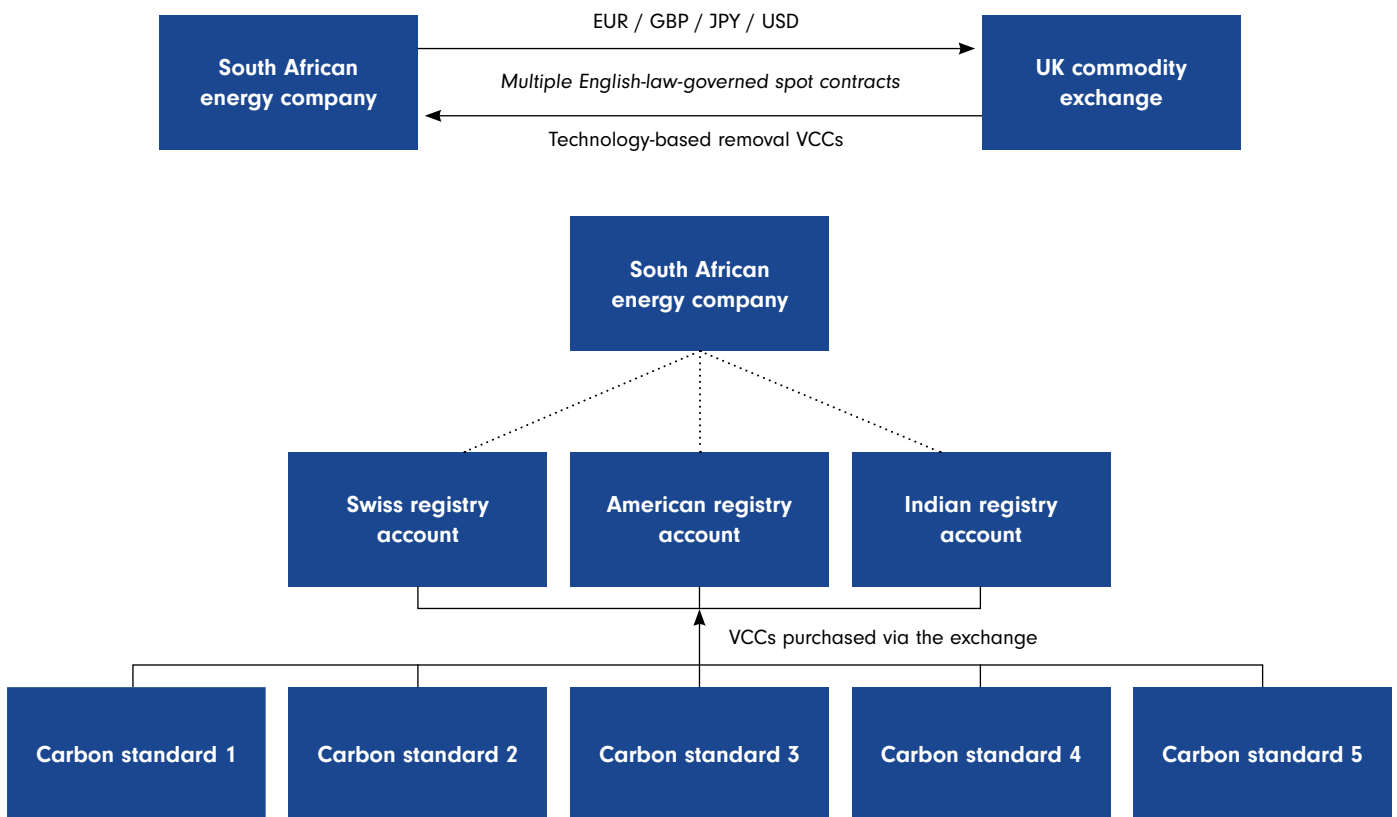 EUR / GBP / JPY / USD
South African
energy company
Multiple English-law-governed spot contracts
UK commodity
exchange
Technology-based removal VCCs
South African
energy company
Swiss registry
account
American registry
account
Indian registry
account
VCCs purchased via the exchange
Carbon standard 1
Carbon standard 2
Carbon standard 3
Carbon standard 4
Carbon standard 5